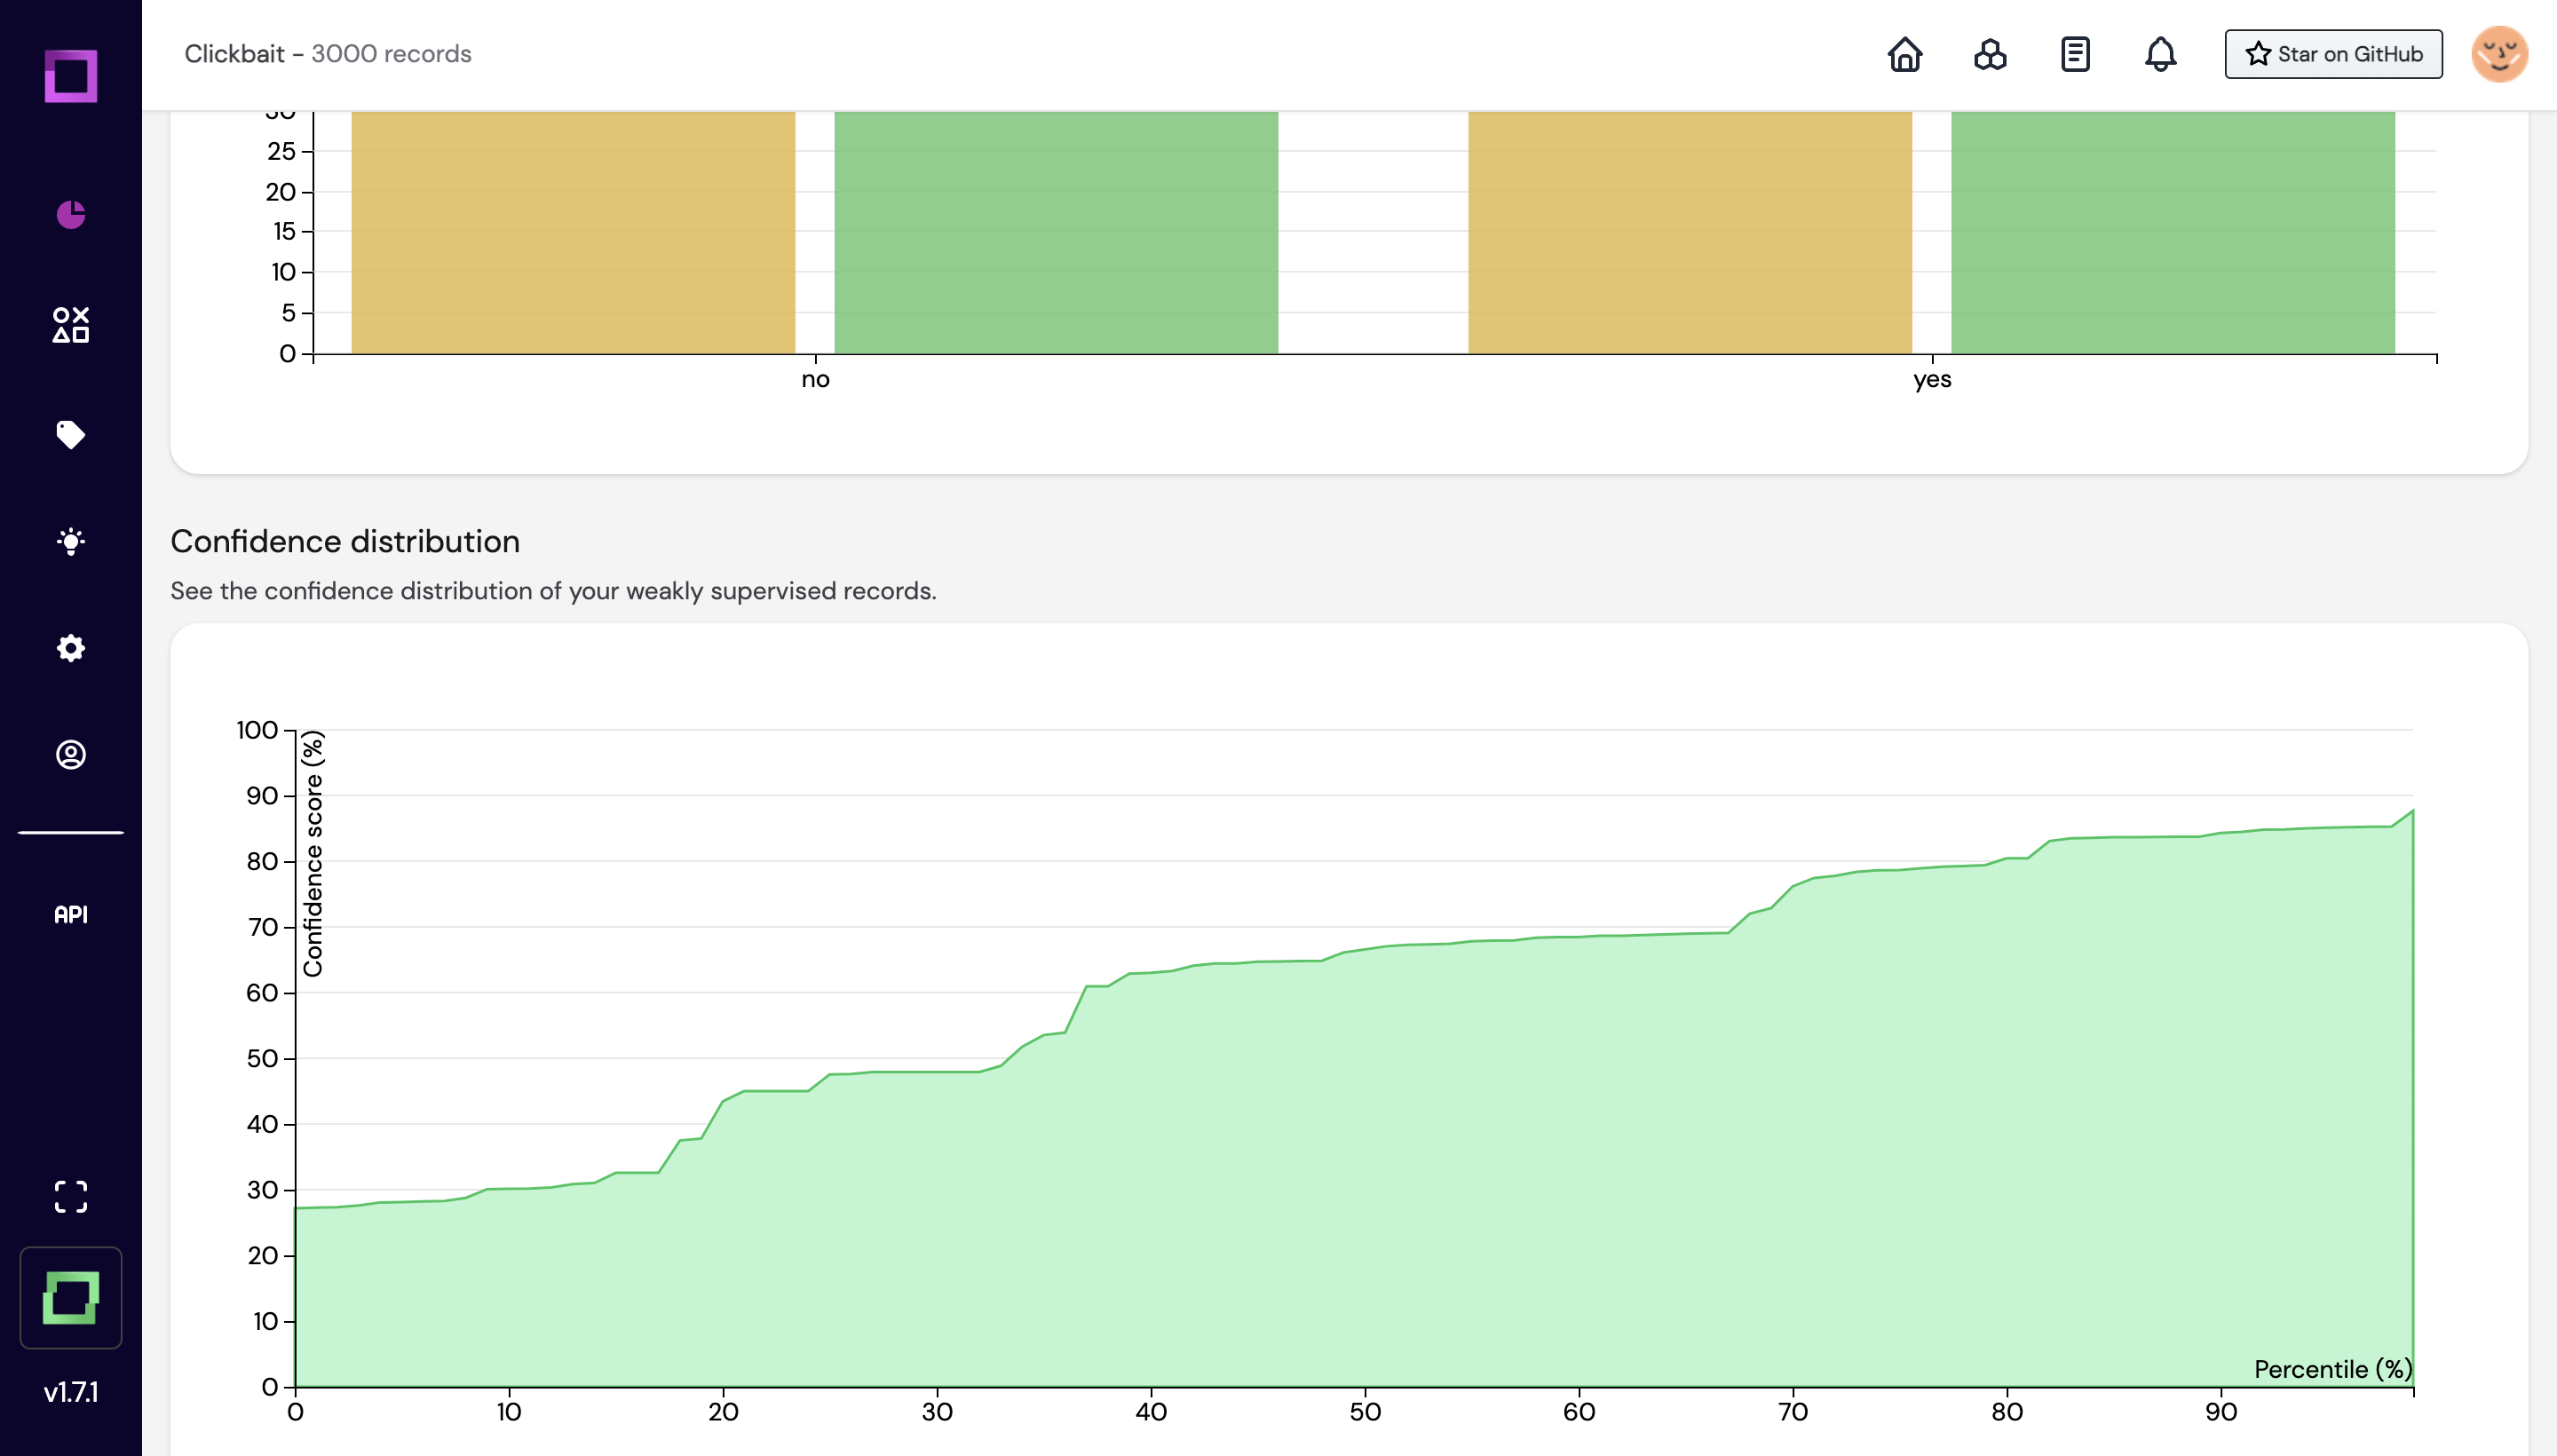 Clickbait - 3000 records
Star on GitHub
30
25
20
15
10
5
0
no
yes
Confidence distribution
See the confidence distribution of your weakly supervised records.
100
90
80
70
60
50
40
30
20
10
0
Confidence score (%)
Percentile (%)
0 10 20 30 40 50 60 70 80 90
API
v1.7.1